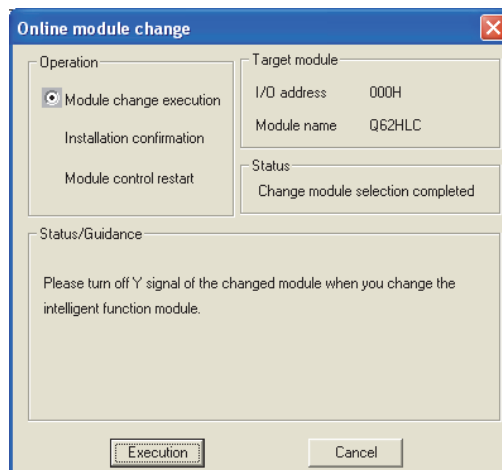 Online module change
Operation
Module change execution
Installation confirmation
Module control restart
Target module
I/O address 000H
Module name Q62HLC
Status
Change module selection completed
Status/Guidance
Please turn off Y signal of the changed module when you change the
intelligent function module.
Execution
Cancel